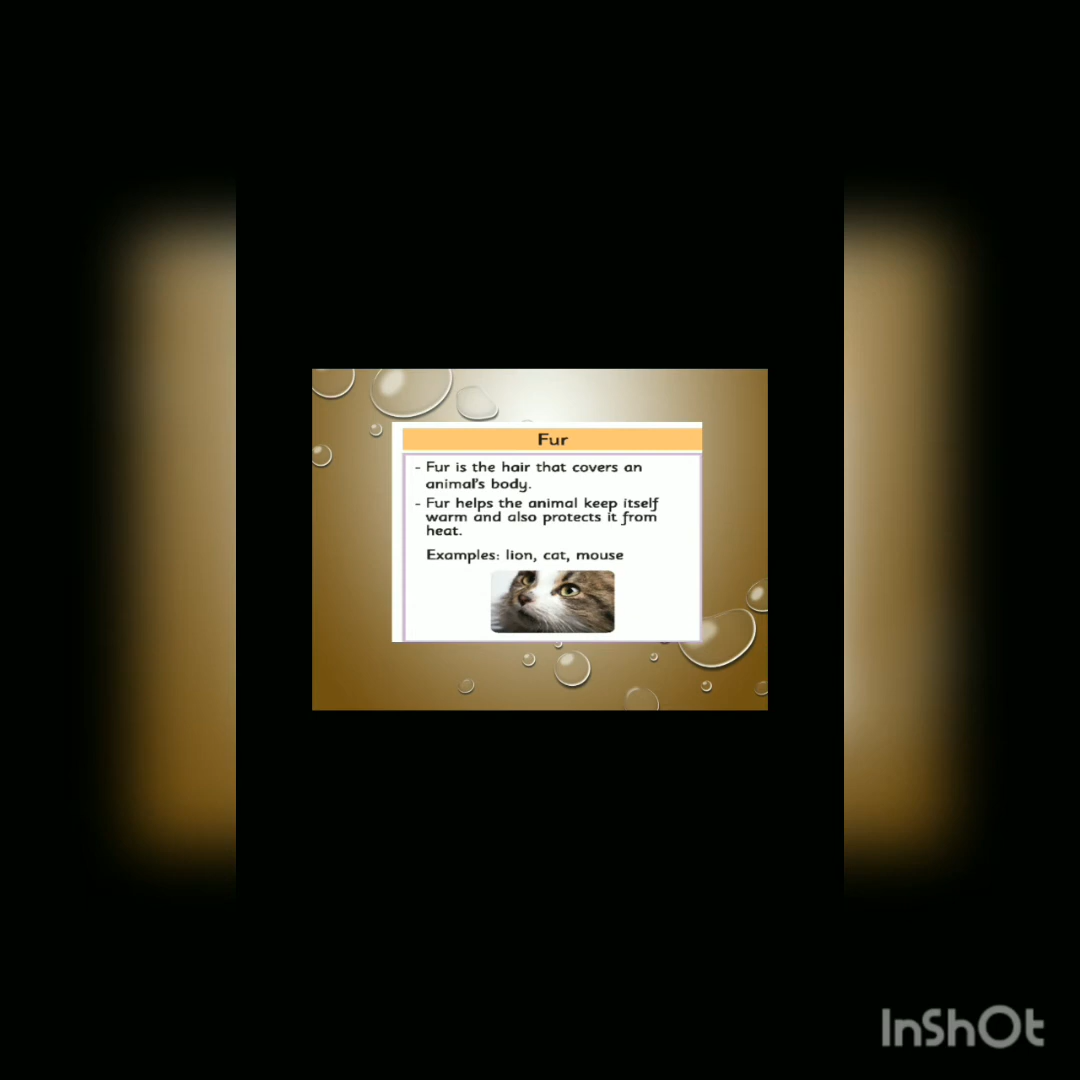 Fur
- Fur is the hair that covers an
animal's body.
- Fur helps the animal keep itself
warm and also protects it from
heat.
Examples: lion, cat, mouse
InShOt